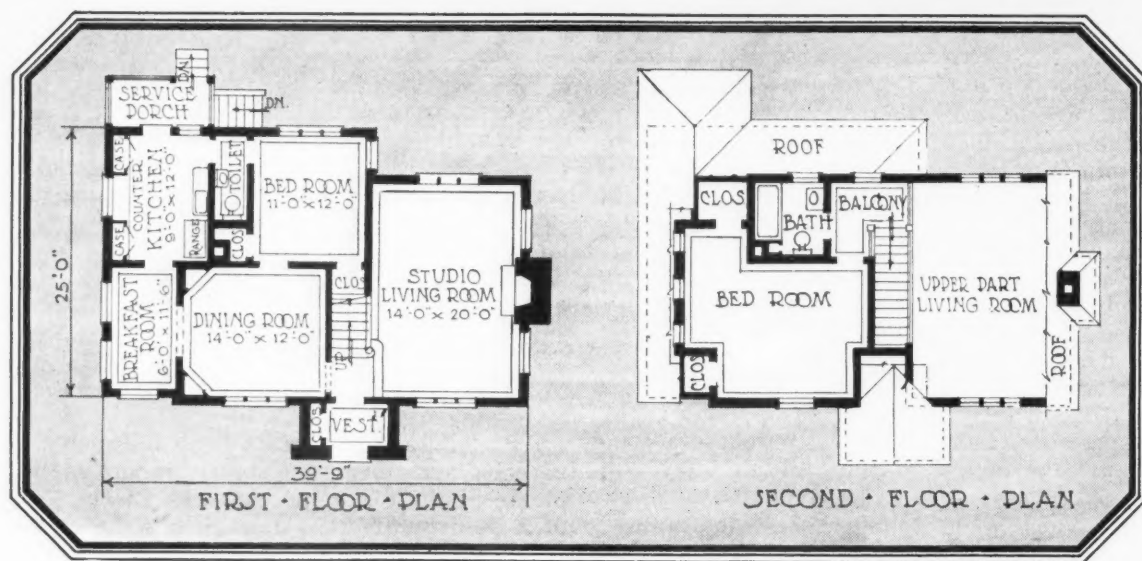 SERVICE
PORCH
DN.
DN.
CASE
COUNTER
CASE
KITCHEN
9'-0" X 12'-0"
RANGE
TOILET
BED ROOM
11'-0" X 12'-0"
CLOS
CLOS
BREAKFAST
ROOM
6'-0" X 11'-6"
DINING ROOM
14'-0" X 12'-0"
UP
STUDIO
LIVING ROOM
14'-0" X 20'-0"
CLOS
VEST.
25'-0"
39'-9"
FIRST · FLOOR · PLAN
ROOF
CLOS
BATH
BALCONY
BED ROOM
CLOS
UPPER PART
LIVING ROOM
ROOF
SECOND · FLOOR · PLAN